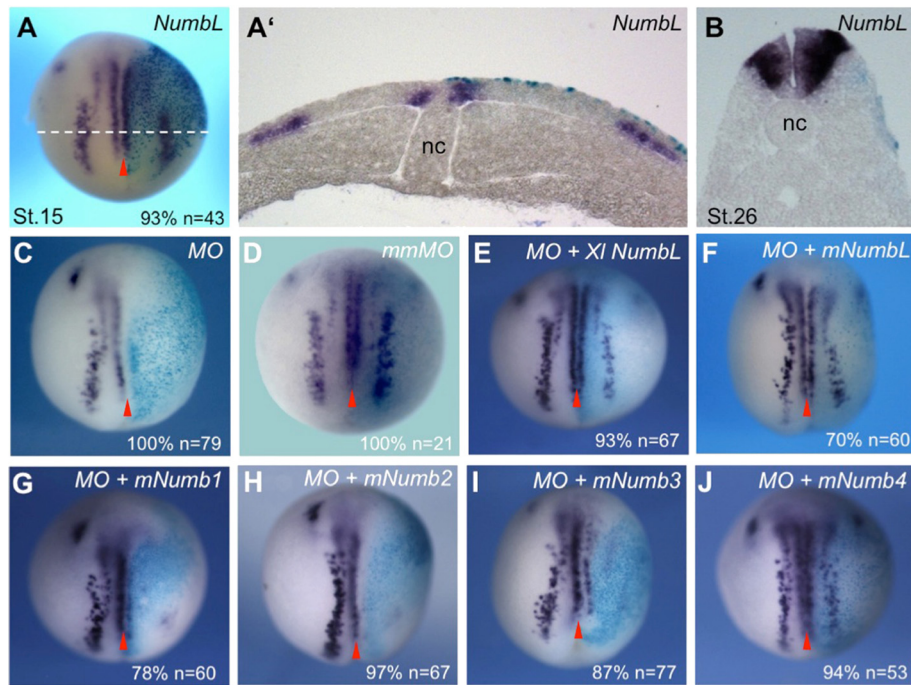 A NumbL
St.15 93% n=43
A' NumbL
nc
B NumbL
nc
St.26
C MO
100% n=79
D mmMO
100% n=21
E MO + Xl NumbL
93% n=67
F MO + mNumbL
70% n=60
G MO + mNumb1
78% n=60
H MO + mNumb2
97% n=67
I MO + mNumb3
87% n=77
J MO + mNumb4
94% n=53